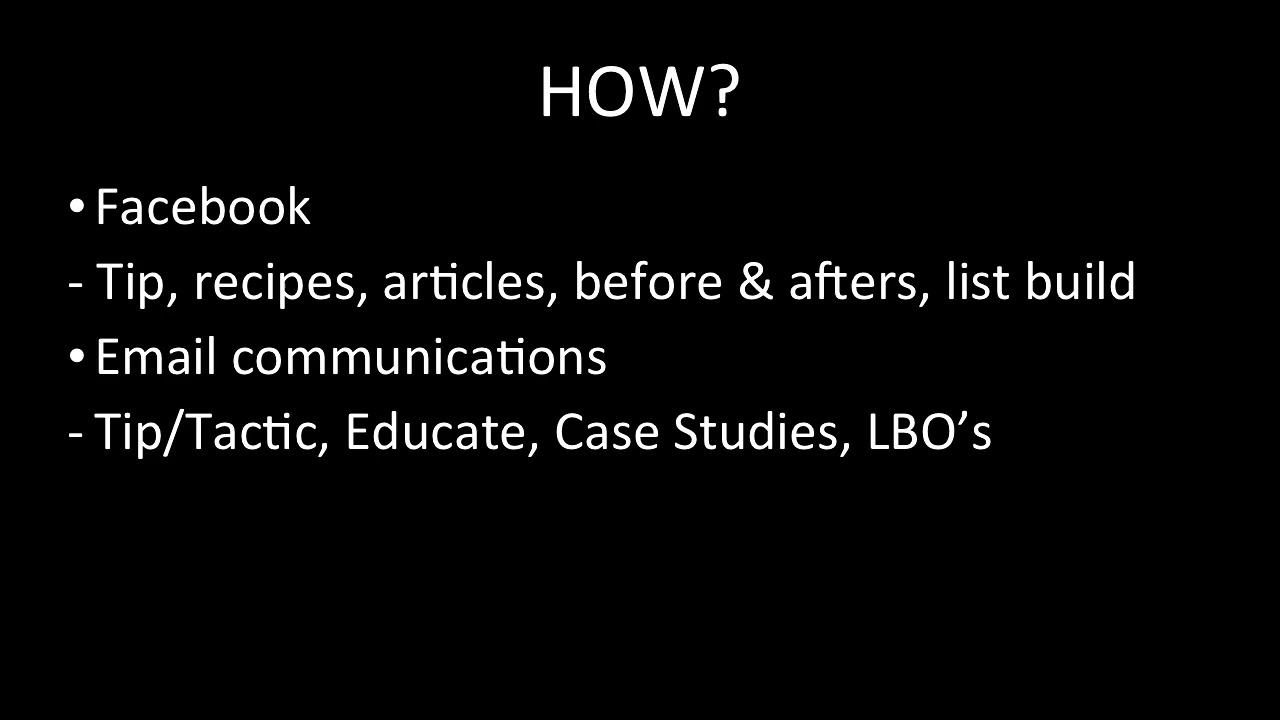 HOW?
• Facebook
- Tip, recipes, articles, before & afters, list build
• Email communications
- Tip/Tactic, Educate, Case Studies, LBO’s